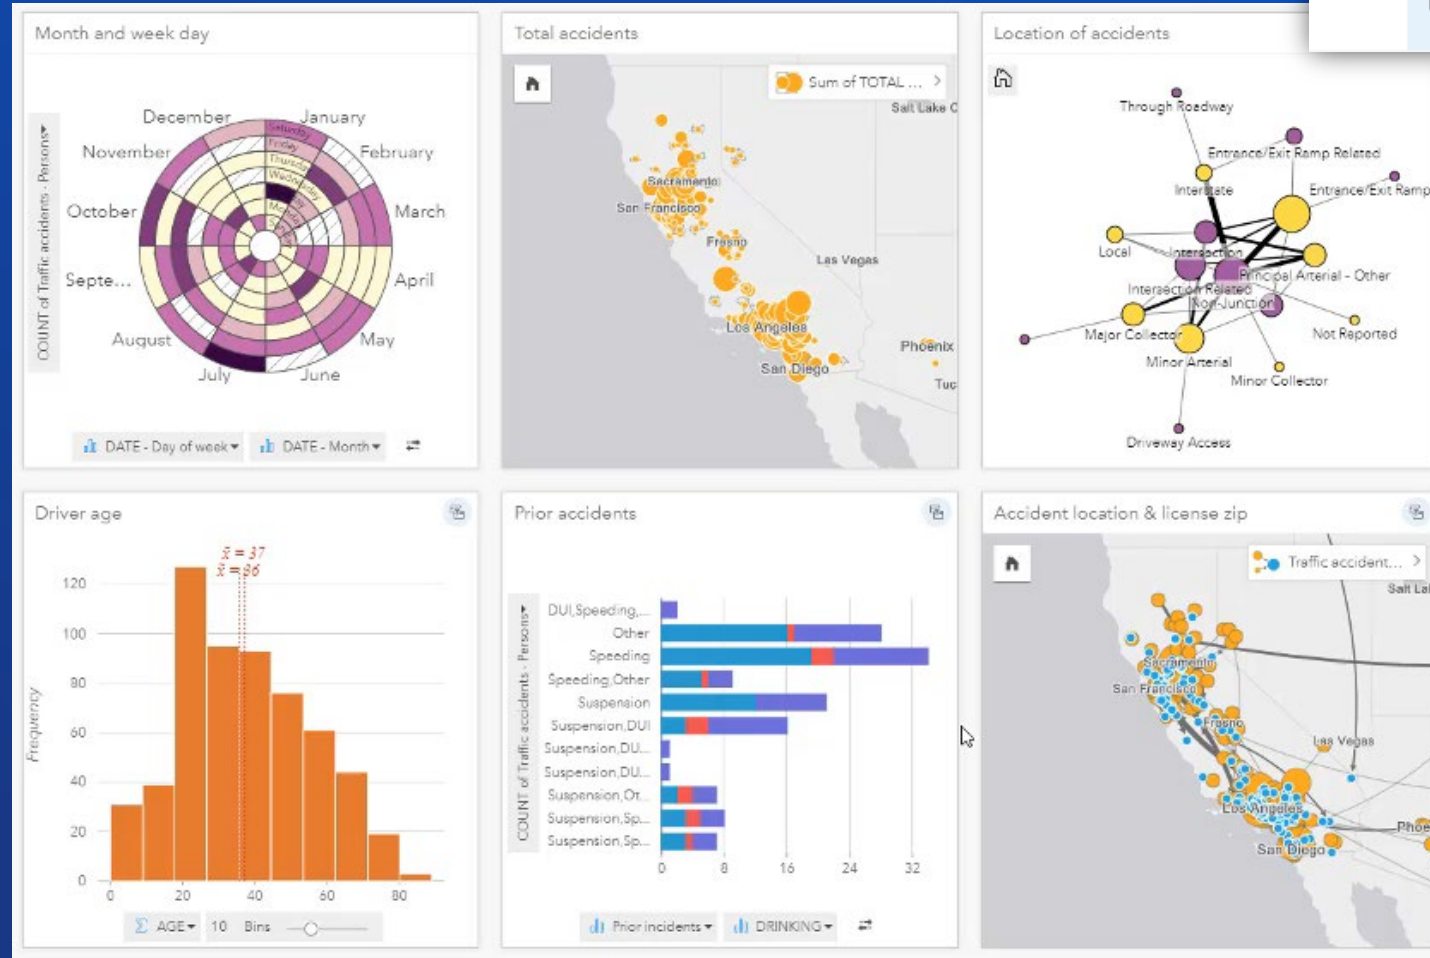 Month and week day
COUNT of Traffic accidents - Persons
December
January
November
February
October
March
Septe...
April
August
May
July
June
Saturday
Friday
Thursday
Wednesday
Monday
Sunday
DATE - Day of week
DATE - Month
Total accidents
Sum of TOTAL ...
Salt Lake C
Sacramento
San Francisco
Fresno
Las Vegas
Los Angeles
Phoenix
San Diego
Tuc
Location of accidents
Through Roadway
Entrance/Exit Ramp Related
Interstate
Entrance/Exit Ramp
Local
Intersection
Principal Arterial - Other
Intersection Related
Non-Junction
Major Collector
Not Reported
Minor Arterial
Minor Collector
Driveway Access
Driver age
x̄ = 37
x̃ = 36
Frequency
120
100
80
60
40
20
0
0 20 40 60 80
Σ AGE
10 Bins
Prior accidents
COUNT of Traffic accidents - Persons
DUI,Speeding,...
Other
Speeding
Speeding,Other
Suspension
Suspension,DUI
Suspension,DU...
Suspension,DU...
Suspension,Ot...
Suspension,Sp...
Suspension,Sp...
0 8 16 24 32
Prior incidents
DRINKING
Accident location & license zip
Traffic accident...
Salt Lal
Sacramento
San Francisco
Fresno
Las Vegas
Los Angeles
Phoe
San Diego